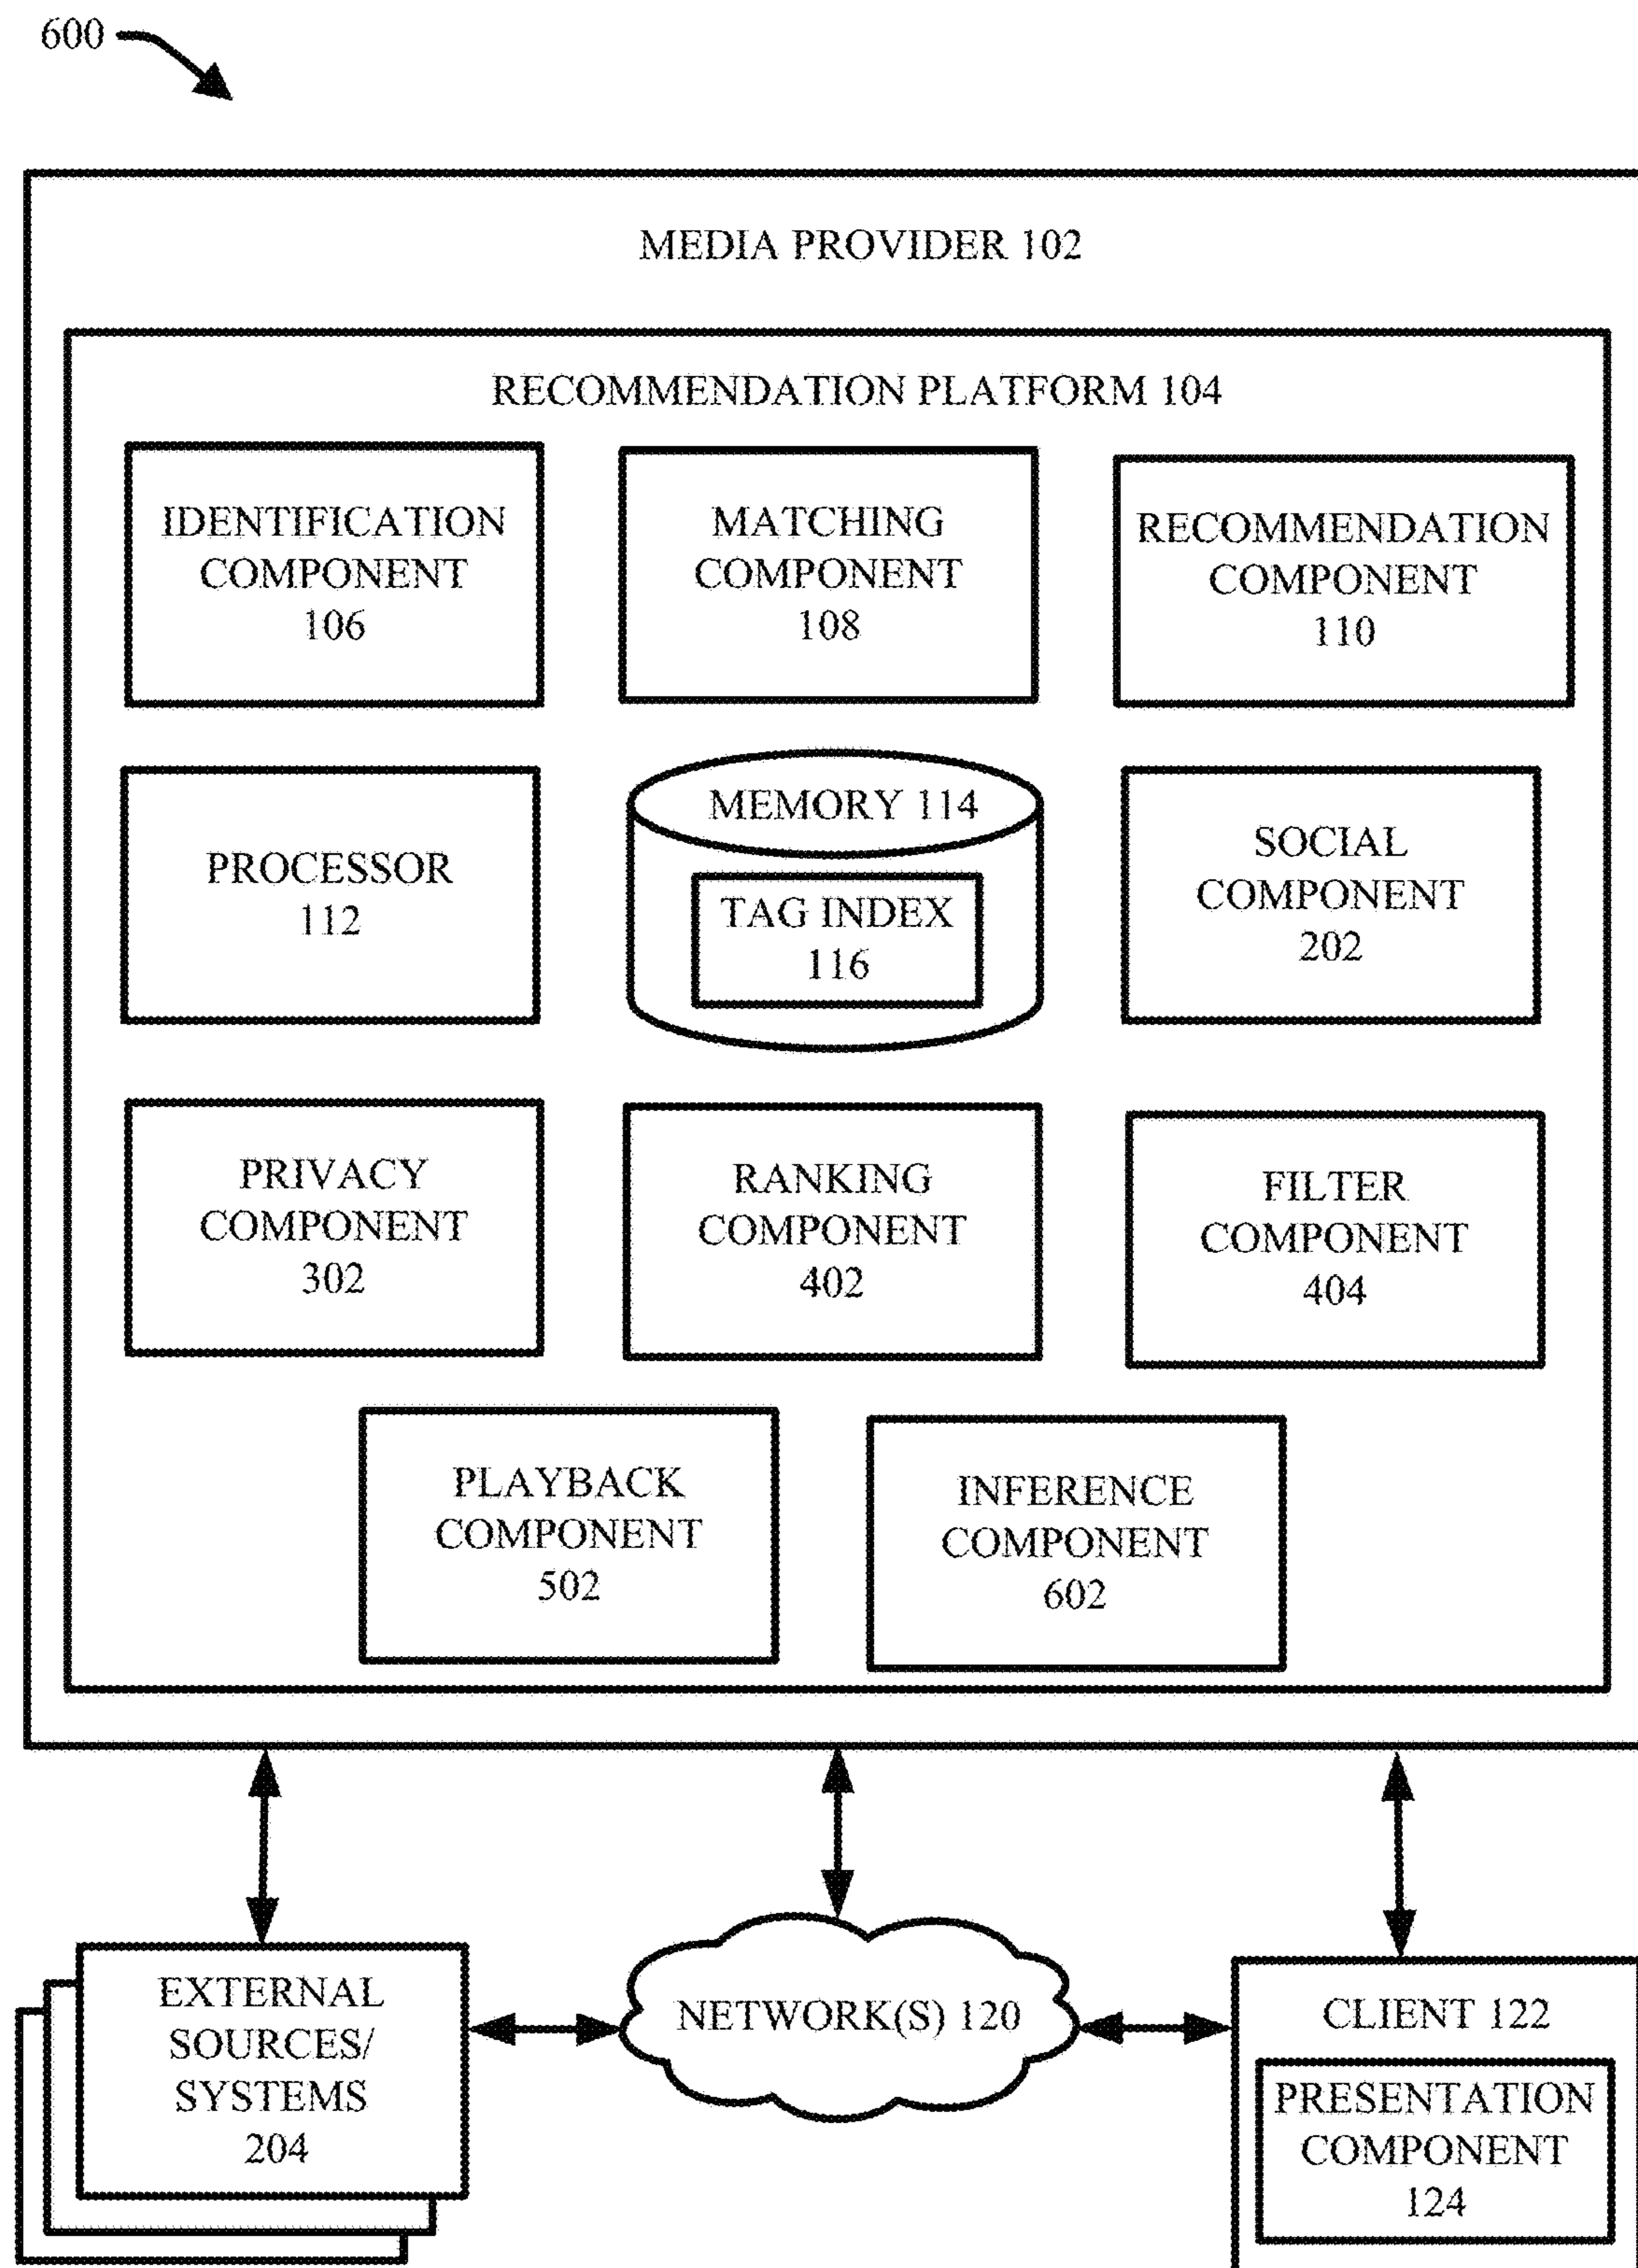 600
MEDIA PROVIDER 102
RECOMMENDATION PLATFORM 104
IDENTIFICATION
COMPONENT
106
MATCHING
COMPONENT
108
RECOMMENDATION
COMPONENT
110
PROCESSOR
112
MEMORY 114
TAG INDEX
116
SOCIAL
COMPONENT
202
PRIVACY
COMPONENT
302
RANKING
COMPONENT
402
FILTER
COMPONENT
404
PLAYBACK
COMPONENT
502
INFERENCE
COMPONENT
602
EXTERNAL
SOURCES/
SYSTEMS
204
NETWORK(S) 120
CLIENT 122
PRESENTATION
COMPONENT
124